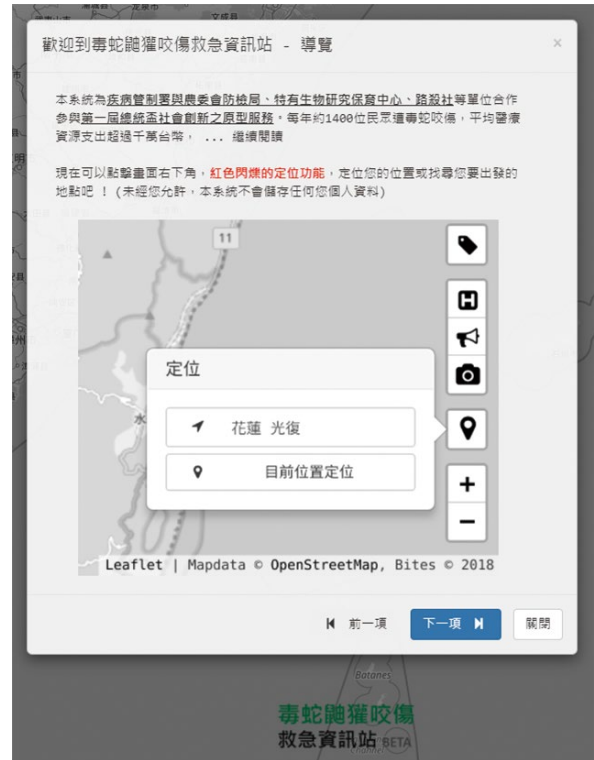 文成县
歡迎到毒蛇鼬獾咬傷救急資訊站 - 導覽
×
本系統為疾病管制署與農委會防檢局、特有生物研究保育中心、路殺社等單位合作
參與第一屆總統盃社會創新之原型服務。每年約1400位民眾遭毒蛇咬傷，平均醫療
資源支出超過千萬台幣， ... 繼續閱讀
現在可以點擊畫面右下角，紅色閃爍的定位功能，定位您的位置或找尋您要出發的
地點吧 ！ (未經您允許，本系統不會儲存任何您個人資料)
11
H
定位
水
花蓮 光復
目前位置定位
+
−
Leaflet | Mapdata © OpenStreetMap, Bites © 2018
前一項
下一項
關閉
Batanes
毒蛇鼬獾咬傷
救急資訊站 BETA
Channel